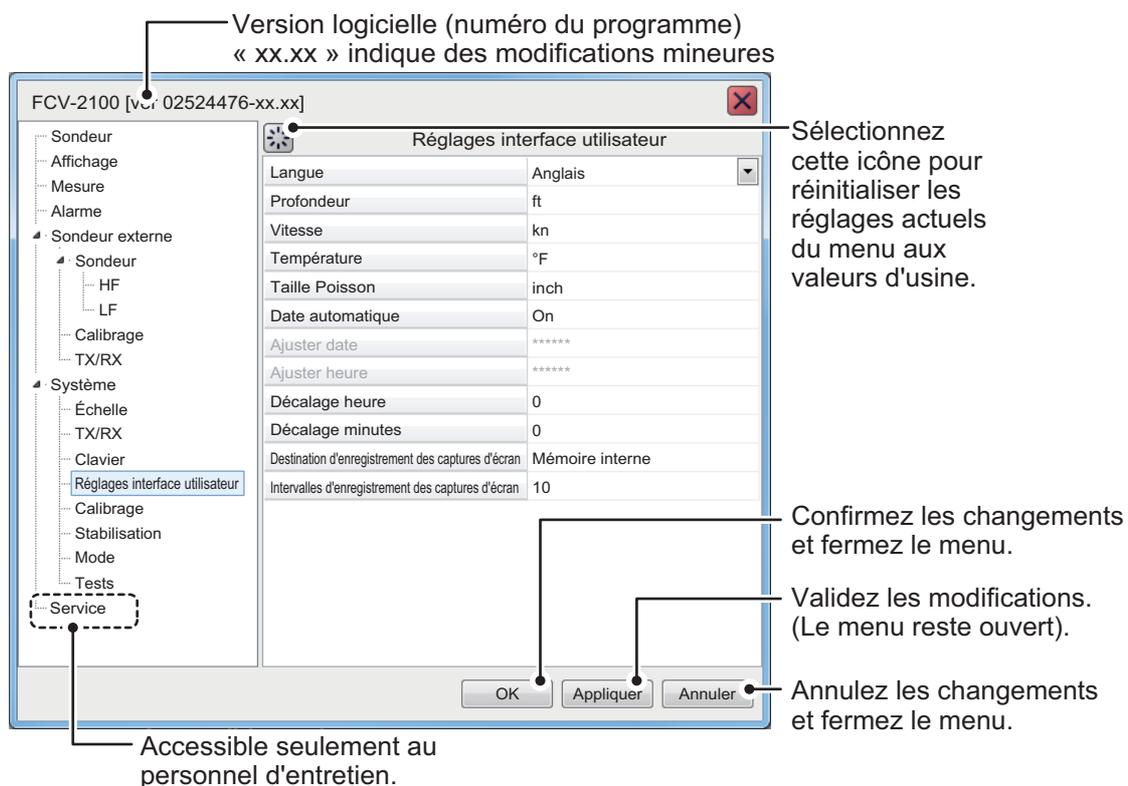 Version logicielle (numéro du programme)
« xx.xx » indique des modifications mineures
FCV-2100 [ver 02524476-xx.xx]
Sondeur
Affichage
Mesure
Alarme
Sondeur externe
Sondeur
HF
LF
Calibrage
TX/RX
Système
Échelle
TX/RX
Clavier
Réglages interface utilisateur
Calibrage
Stabilisation
Mode
Tests
Service
Réglages interface utilisateur
Langue Anglais
Profondeur ft
Vitesse kn
Température °F
Taille Poisson inch
Date automatique On
Ajuster date ******
Ajuster heure ******
Décalage heure 0
Décalage minutes 0
Destination d'enregistrement des captures d'écran Mémoire interne
Intervalles d'enregistrement des captures d'écran 10
OK Appliquer Annuler
Sélectionnez
cette icône pour
réinitialiser les
réglages actuels
du menu aux
valeurs d'usine.
Confirmez les changements
et fermez le menu.
Validez les modifications.
(Le menu reste ouvert).
Annulez les changements
et fermez le menu.
Accessible seulement au
personnel d'entretien.